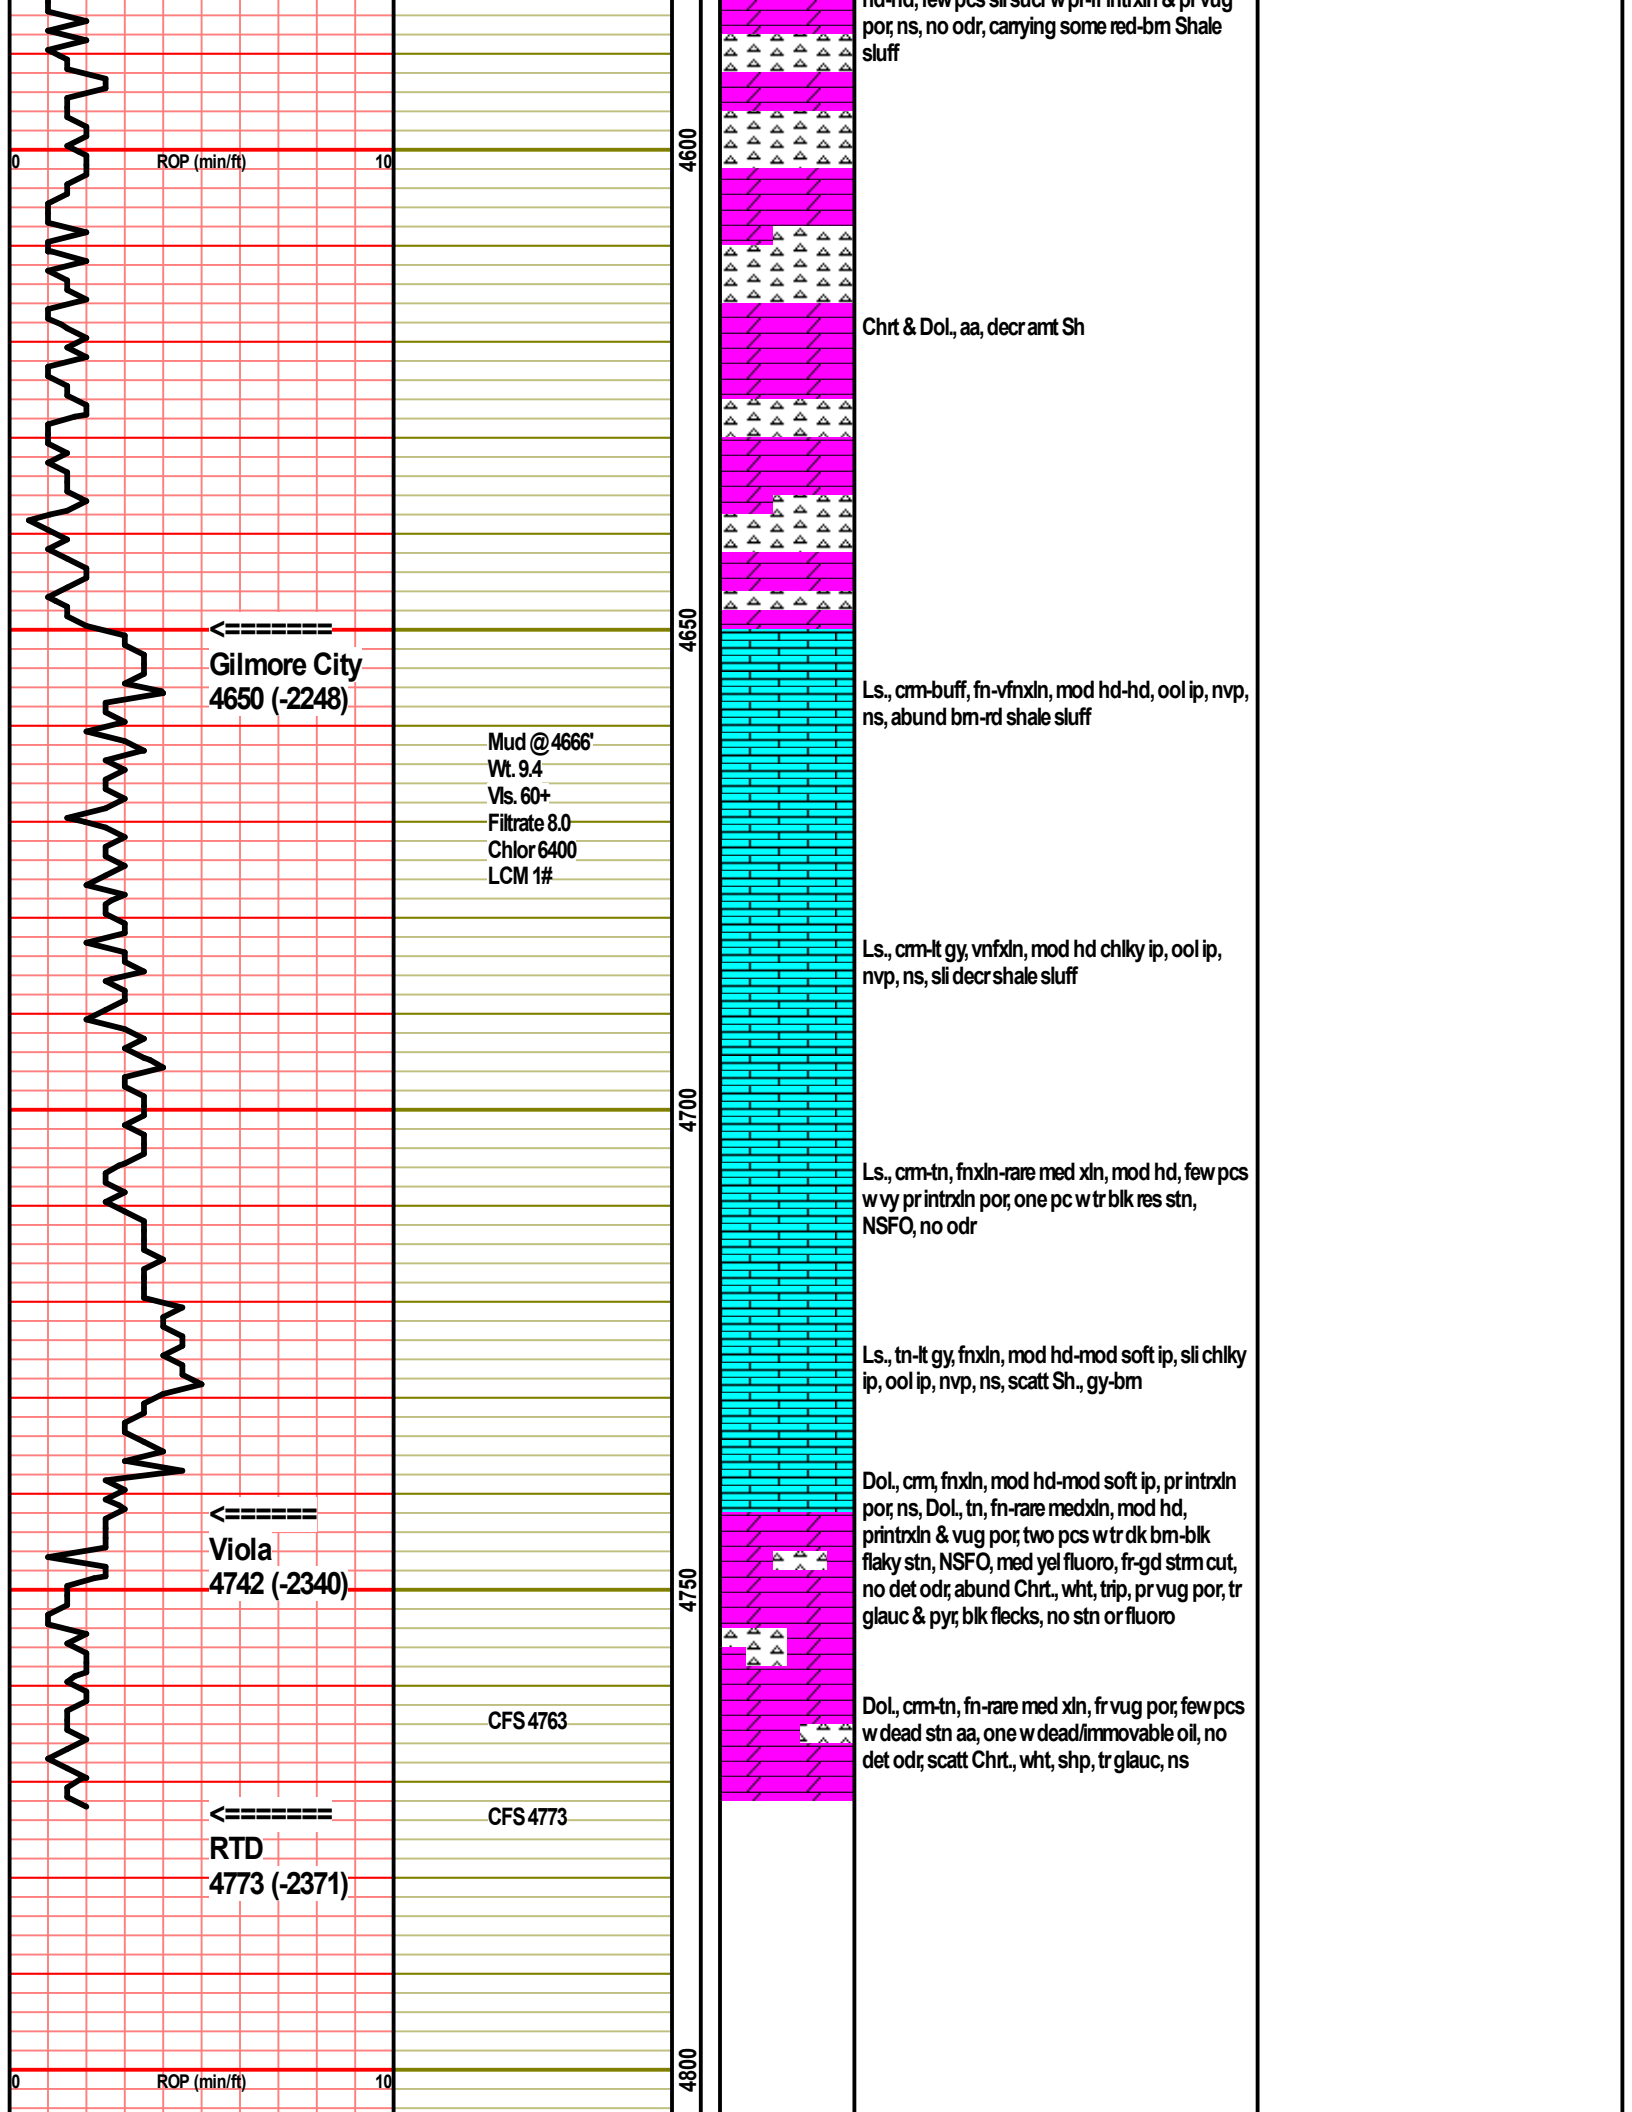 hd-hd, few pcs sli sucr w pr-fr intrxln & pr vug
por, ns, no odr, carrying some red-brn Shale
sluff
4600
0 ROP (min/ft) 10
Chrt & Dol., aa, decr amt Sh
<=======
4650
Gilmore City
4650 (-2248)
Ls., crm-buff, fn-vfnxln, mod hd-hd, ool ip, nvp,
ns, abund brn-rd shale sluff
Mud @ 4666'
Wt. 9.4
Vis. 60+
Filtrate 8.0
Chlor 6400
LCM 1#
Ls., crm-lt gy, vnfxln, mod hd chlky ip, ool ip,
nvp, ns, sli decr shale sluff
4700
Ls., crm-tn, fnxln-rare med xln, mod hd, few pcs
w vy pr intrxln por, one pc w tr blk res stn,
NSFO, no odr
Ls., tn-lt gy, fnxln, mod hd-mod soft ip, sli chlky
ip, ool ip, nvp, ns, scatt Sh., gy-brn
<======
Viola
4742 (-2340)
4750
Dol., crm, fnxln, mod hd-mod soft ip, pr intrxln
por, ns, Dol., tn, fn-rare medxln, mod hd,
printrxln & vug por, two pcs w tr dk brn-blk
flaky stn, NSFO, med yel fluoro, fr-gd strm cut,
no det odr, abund Chrt., wht, trip, pr vug por, tr
glauc & pyr, blk flecks, no stn or fluoro
CFS 4763
Dol., crm-tn, fn-rare med xln, fr vug por, few pcs
w dead stn aa, one w dead/immovable oil, no
det odr, scatt Chrt., wht, shp, tr glauc, ns
<=======
CFS 4773
RTD
4773 (-2371)
4800
0 ROP (min/ft) 10